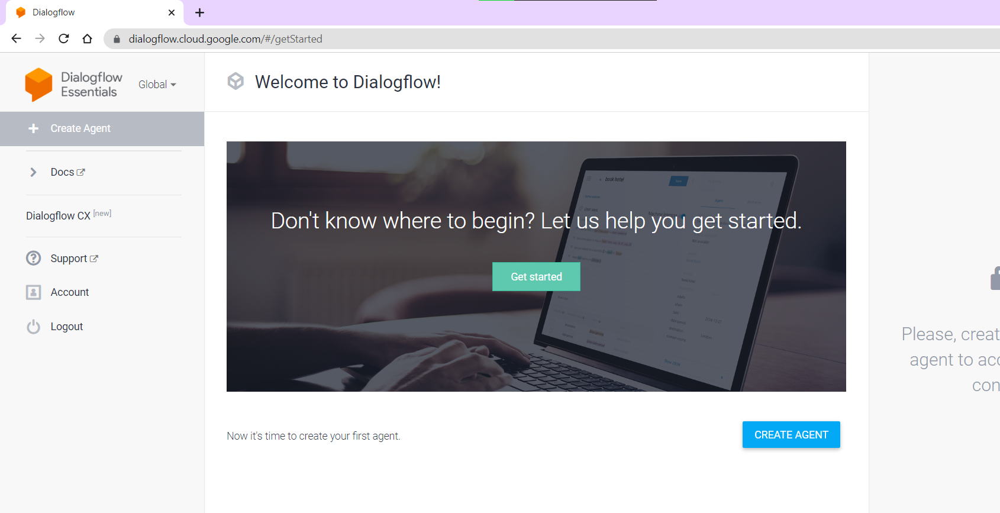 Dialogflow
dialogflow.cloud.google.com/#/getStarted
Dialogflow
Essentials
Global
Create Agent
Docs
Dialogflow CX [new]
Support
Account
Logout
Welcome to Dialogflow!
book hotel
Agent
Don't know where to begin? Let us help you get started.
Get started
Now it's time to create your first agent.
CREATE AGENT
Please, creat
agent to acc
con